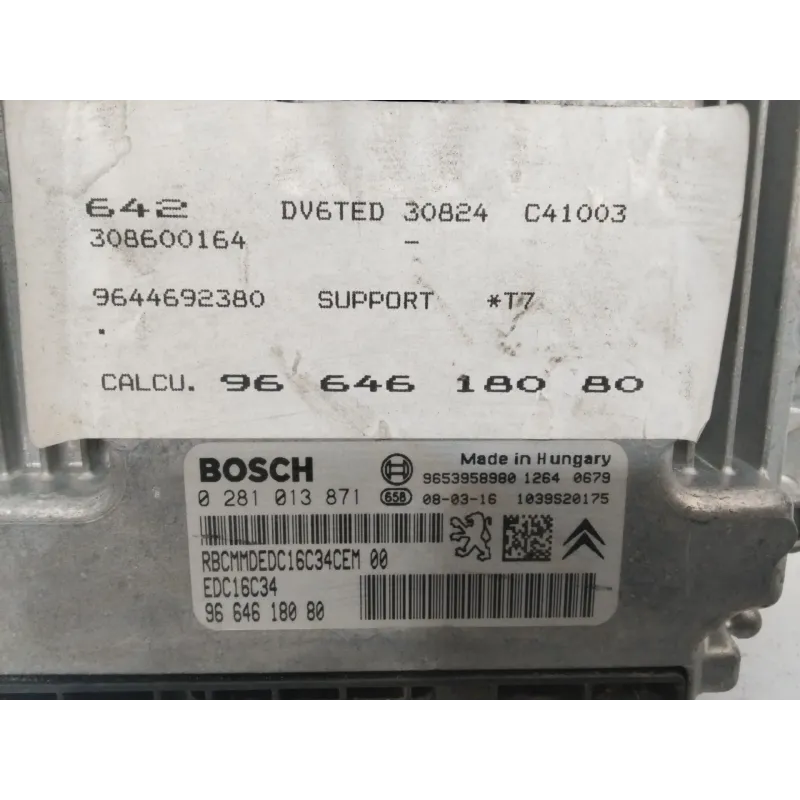 642 DV6TED 30824 C41003
308600164 -
9644692380 SUPPORT *T7
.
CALCU. 96 646 180 80
BOSCH Made in Hungary
9653958980 1264 0679
0 281 013 871 658 08-03-16 1039S20175
RBCMMDEDC16C34CEM 00
EDC16C34
96 646 180 80